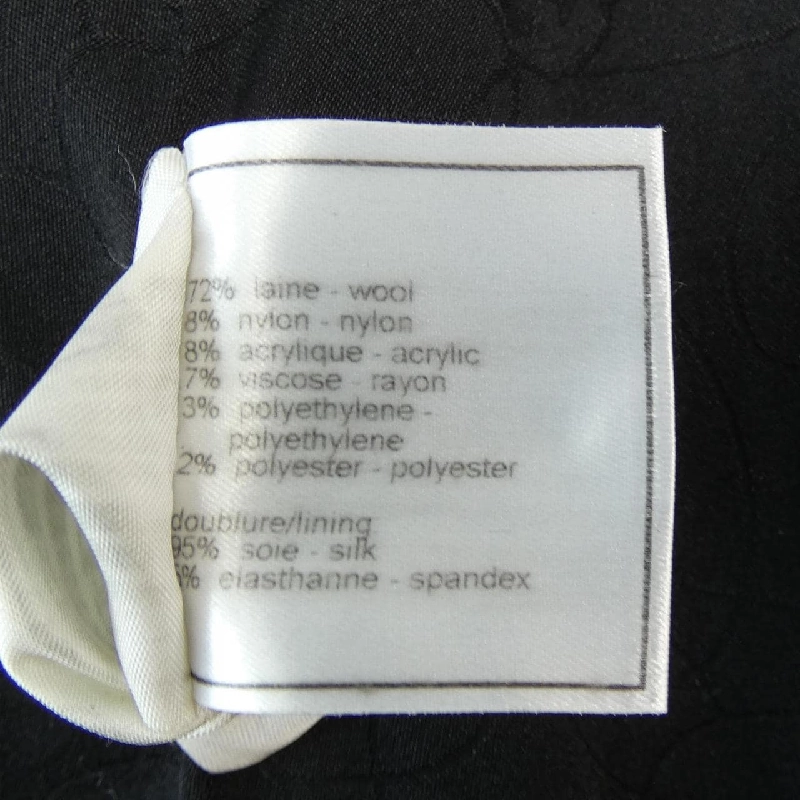 72% laine - wool
8% nylon - nylon
8% acrylique - acrylic
7% viscose - rayon
3% polyethylene -
polyethylene
2% polyester - polyester
doublure/lining
95% soie - silk
5% elasthanne - spandex